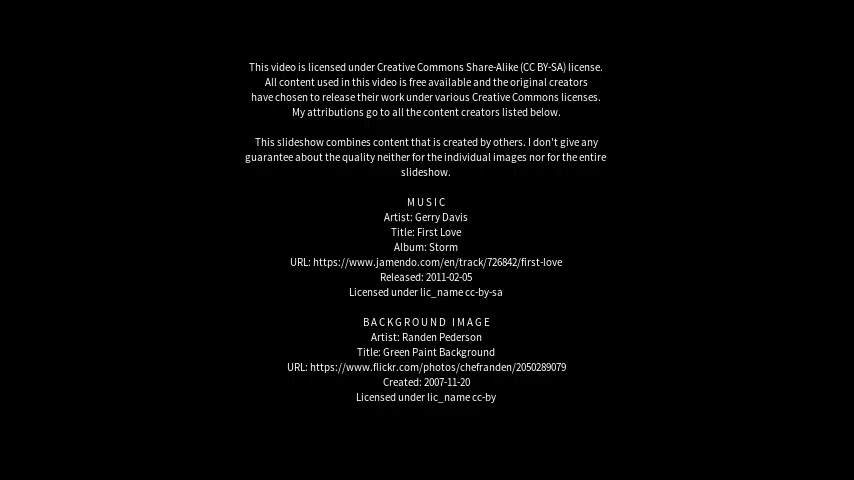 This video is licensed under Creative Commons Share-Alike (CC BY-SA) license.
All content used in this video is free available and the original creators
have chosen to release their work under various Creative Commons licenses.
My attributions go to all the content creators listed below.
This slideshow combines content that is created by others. I don't give any
guarantee about the quality neither for the individual images nor for the entire
slideshow.
MUSIC
Artist: Gerry Davis
Title: First Love
Album: Storm
URL: https://www.jamendo.com/en/track/726842/first-love
Released: 2011-02-05
Licensed under lic_name cc-by-sa
BACKGROUND IMAGE
Artist: Randen Pederson
Title: Green Paint Background
URL: https://www.flickr.com/photos/chefranden/2050289079
Created: 2007-11-20
Licensed under lic_name cc-by